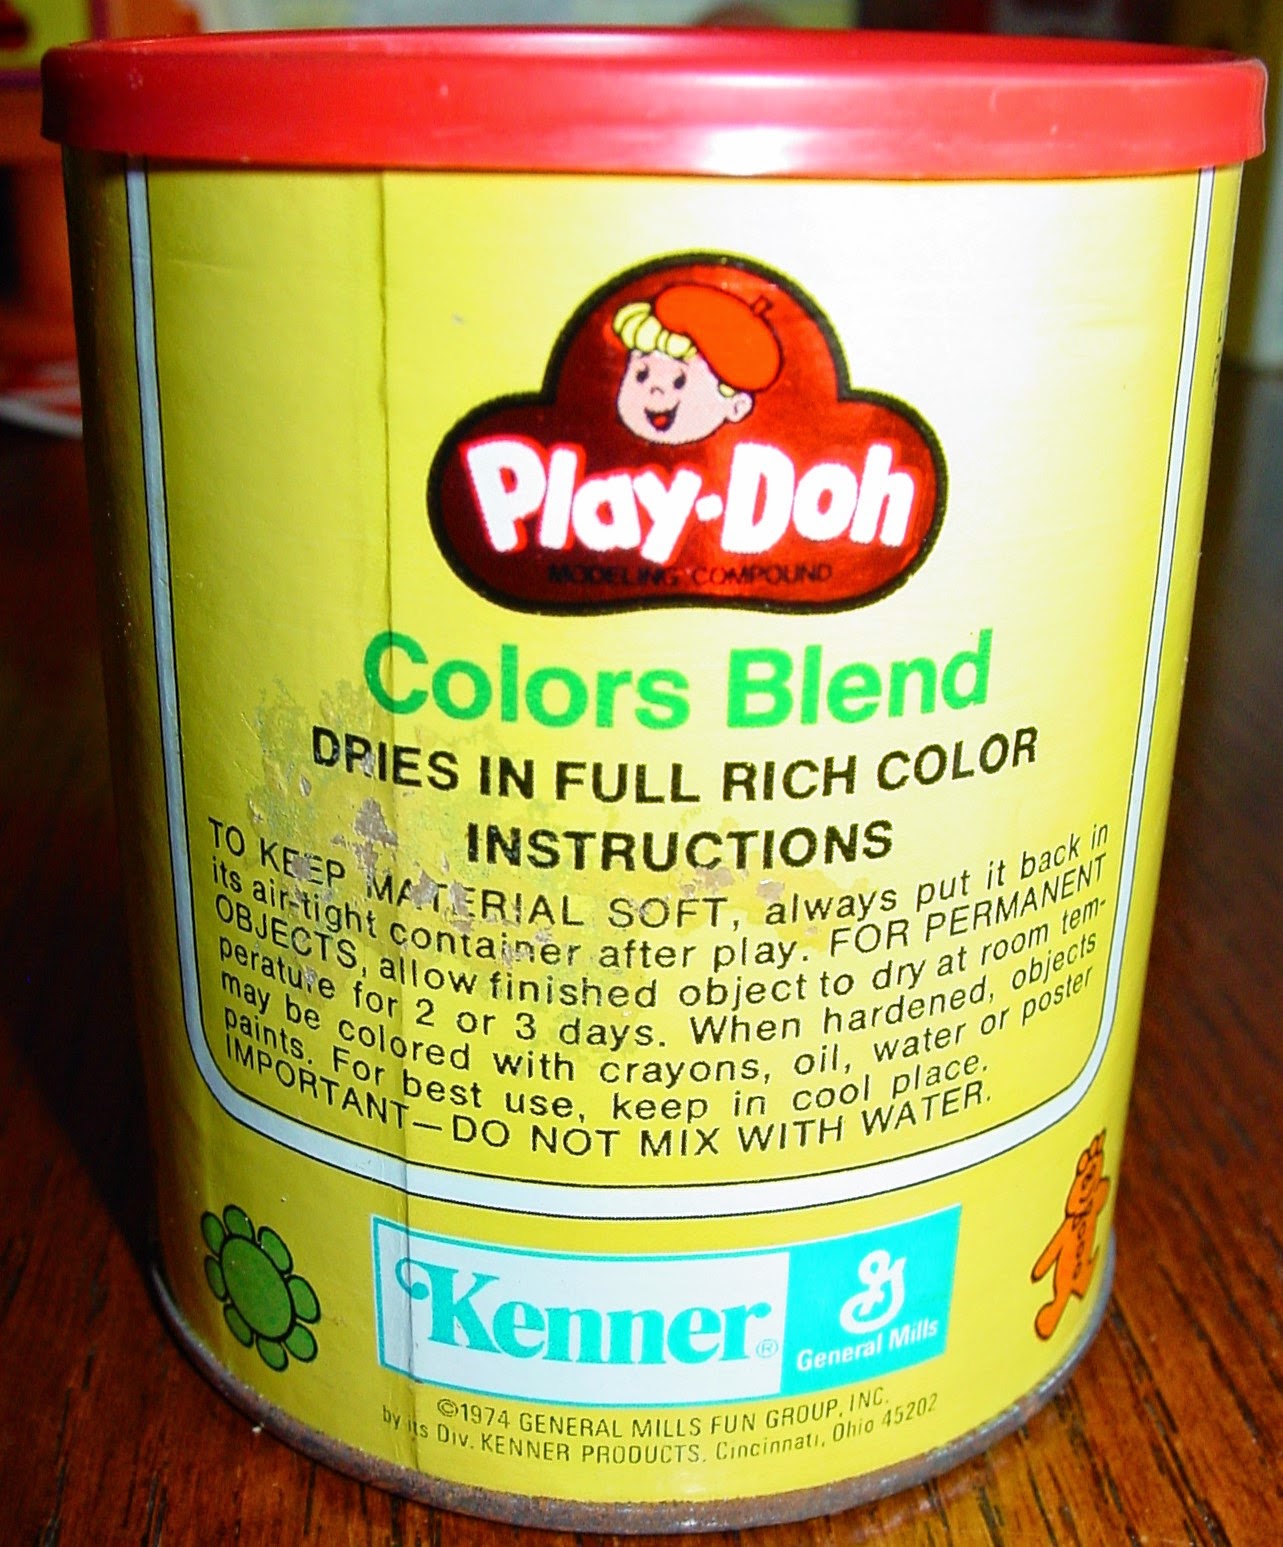 Play-Doh
MODELING COMPOUND
Colors Blend
DRIES IN FULL RICH COLOR
INSTRUCTIONS
TO KEEP MATERIAL SOFT, always put it back in
its air-tight container after play. FOR PERMANENT
OBJECTS, allow finished object to dry at room tem-
perature for 2 or 3 days. When hardened, objects
may be colored with crayons, oil, water or poster
paints. For best use, keep in cool place.
IMPORTANT—DO NOT MIX WITH WATER.
Kenner®
G
General Mills
©1974 GENERAL MILLS FUN GROUP, INC.
by its Div. KENNER PRODUCTS. Cincinnati, Ohio 45202